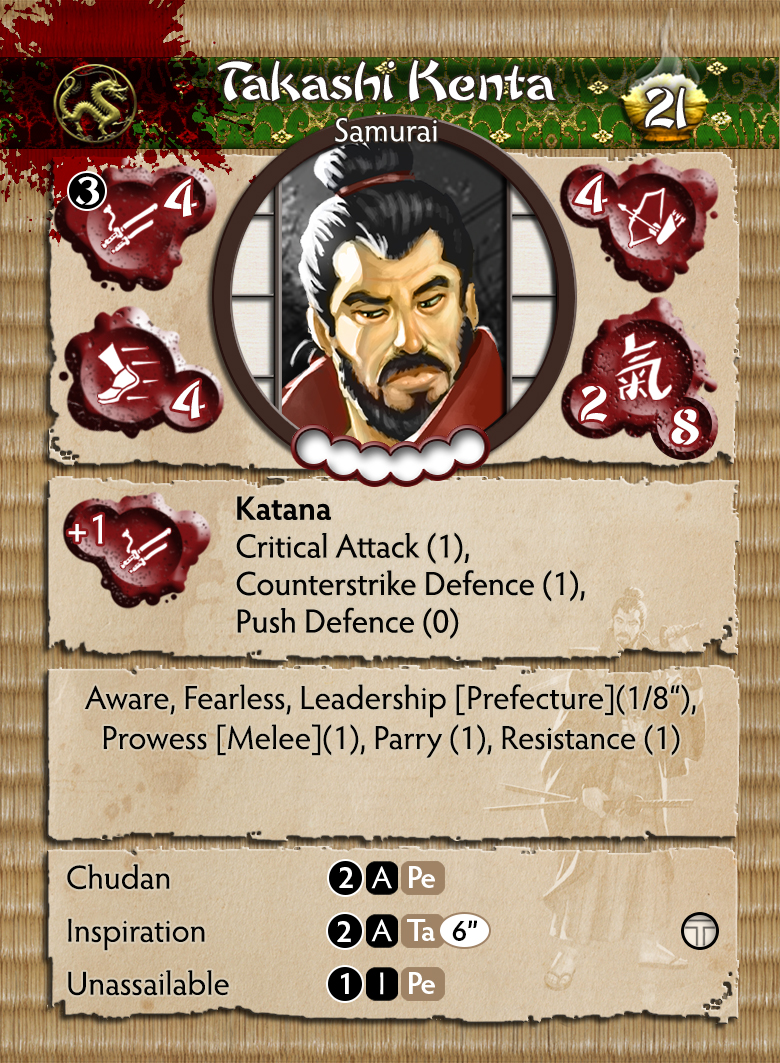 Takashi Kenta
21
Samurai
3 4
4
4
氣
2 8
+1
Katana
Critical Attack (1),
Counterstrike Defence (1),
Push Defence (0)
Aware, Fearless, Leadership [Prefecture](1/8"),
Prowess [Melee](1), Parry (1), Resistance (1)
Chudan 2 A Pe
Inspiration 2 A Ta 6" T
Unassailable 1 I Pe